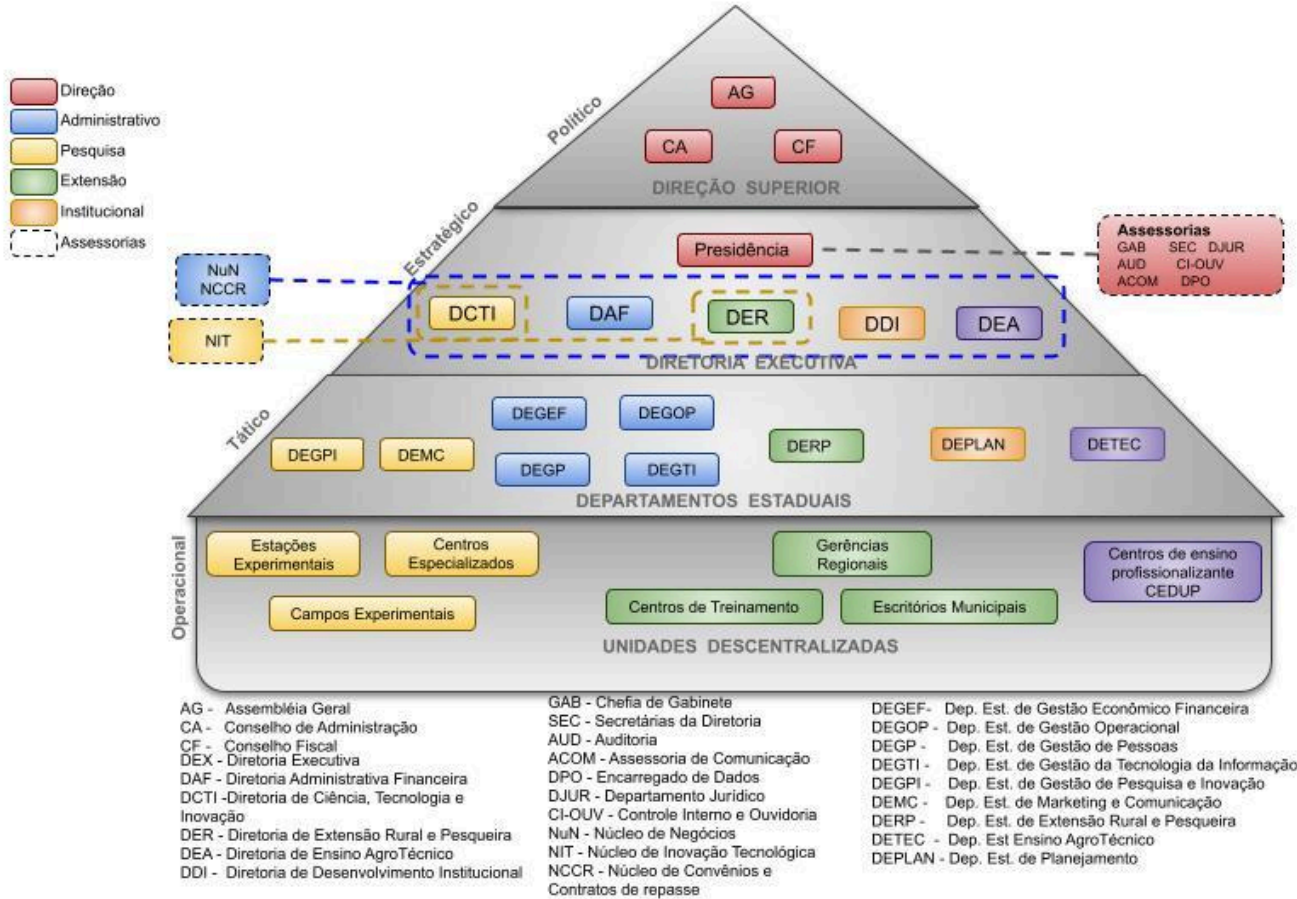 Direção
Administrativo
Pesquisa
Extensão
Institucional
Assessorias
Político
AG
CA CF
DIREÇÃO SUPERIOR
Estratégico
Presidência
Assessorias
GAB SEC DJUR
AUD CI-OUV
ACOM DPO
NuN
NCCR
NIT
DCTI DAF DER DDI DEA
DIRETORIA EXECUTIVA
Tático
DEGEF DEGOP
DEGPI DEMC DERP DEPLAN DETEC
DEGP DEGTI
DEPARTAMENTOS ESTADUAIS
Operacional
Estações
Experimentais
Centros
Especializados
Gerências
Regionais
Centros de ensino
profissionalizante
CEDUP
Campos Experimentais
Centros de Treinamento
Escritórios Municipais
UNIDADES DESCENTRALIZADAS
AG - Assembléia Geral
CA - Conselho de Administração
CF - Conselho Fiscal
DEX - Diretoria Executiva
DAF - Diretoria Administrativa Financeira
DCTI -Diretoria de Ciência, Tecnologia e
Inovação
DER - Diretoria de Extensão Rural e Pesqueira
DEA - Diretoria de Ensino AgroTécnico
DDI - Diretoria de Desenvolvimento Institucional
GAB - Chefia de Gabinete
SEC - Secretárias da Diretoria
AUD - Auditoria
ACOM - Assessoria de Comunicação
DPO - Encarregado de Dados
DJUR - Departamento Jurídico
CI-OUV - Controle Interno e Ouvidoria
NuN - Núcleo de Negócios
NIT - Núcleo de Inovação Tecnológica
NCCR - Núcleo de Convênios e
Contratos de repasse
DEGEF- Dep. Est. de Gestão Econômico Financeira
DEGOP - Dep. Est. de Gestão Operacional
DEGP - Dep. Est. de Gestão de Pessoas
DEGTI - Dep. Est. de Gestão da Tecnologia da Informação
DEGPI - Dep. Est. de Gestão de Pesquisa e Inovação
DEMC - Dep. Est. de Marketing e Comunicação
DERP - Dep. Est. de Extensão Rural e Pesqueira
DETEC - Dep. Est Ensino AgroTécnico
DEPLAN - Dep. Est. de Planejamento